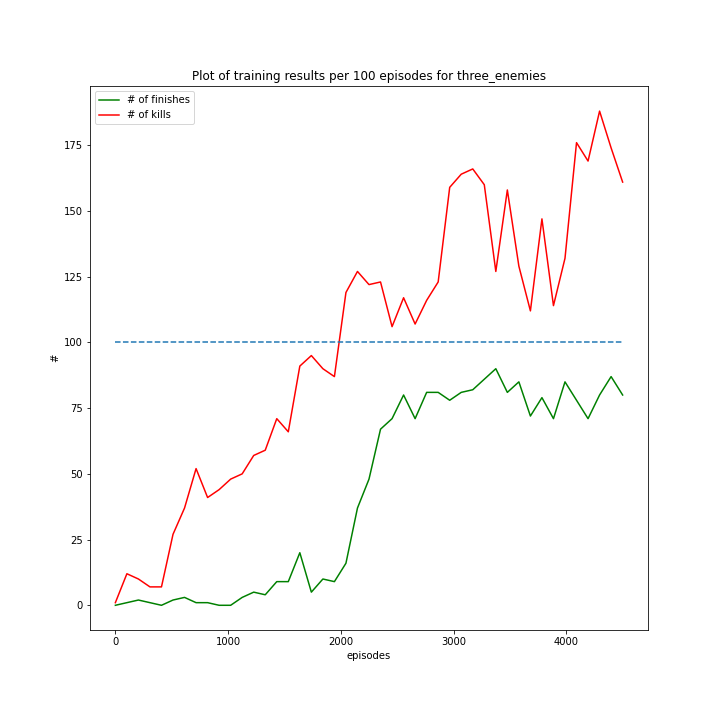 Plot of training results per 100 episodes for three_enemies
# of finishes
# of kills
175
150
125
100
75
50
25
0
#
0 1000 2000 3000 4000
episodes